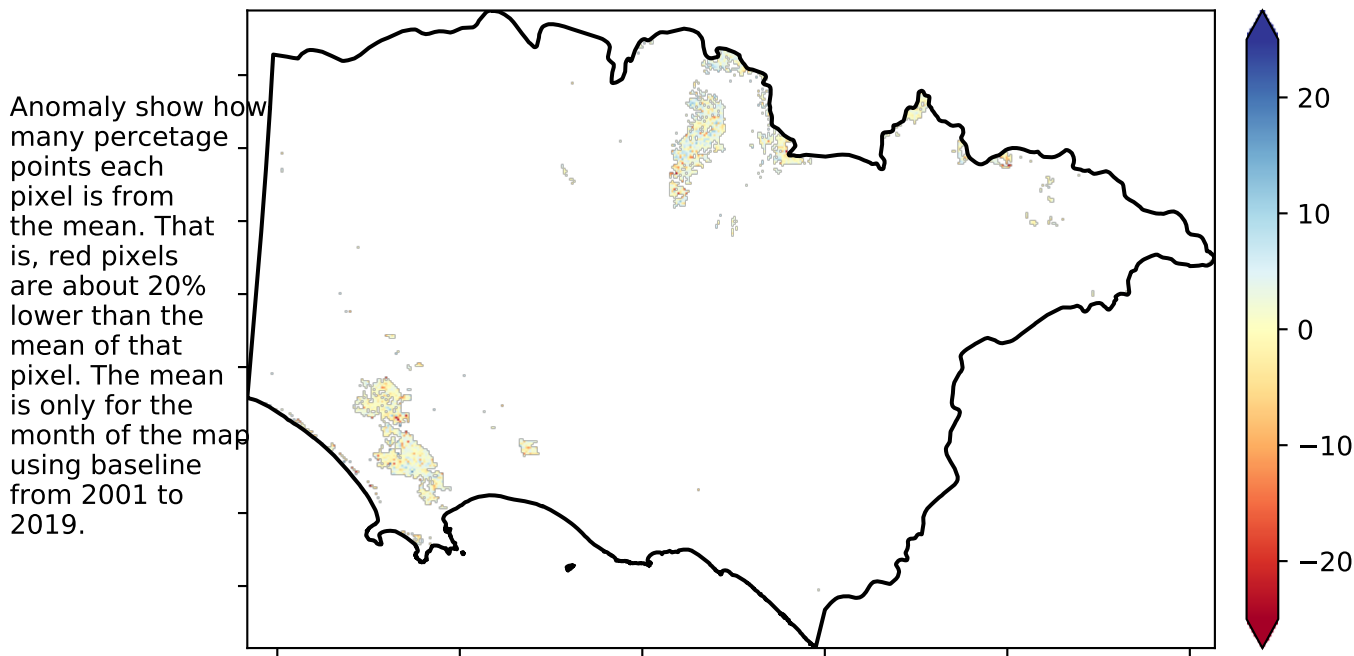 Anomaly show how
many percetage
points each
pixel is from
the mean. That
is, red pixels
are about 20%
lower than the
mean of that
pixel. The mean
is only for the
month of the map
using baseline
from 2001 to
2019.
20
10
0
−10
−20